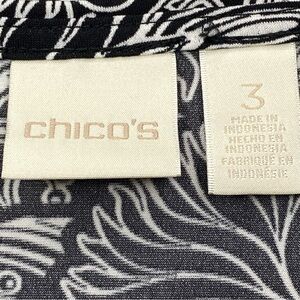 chico's
3
MADE IN
INDONESIA
HECHO EN
INDONESIA
FABRIQUÉ EN
INDONÉSIE